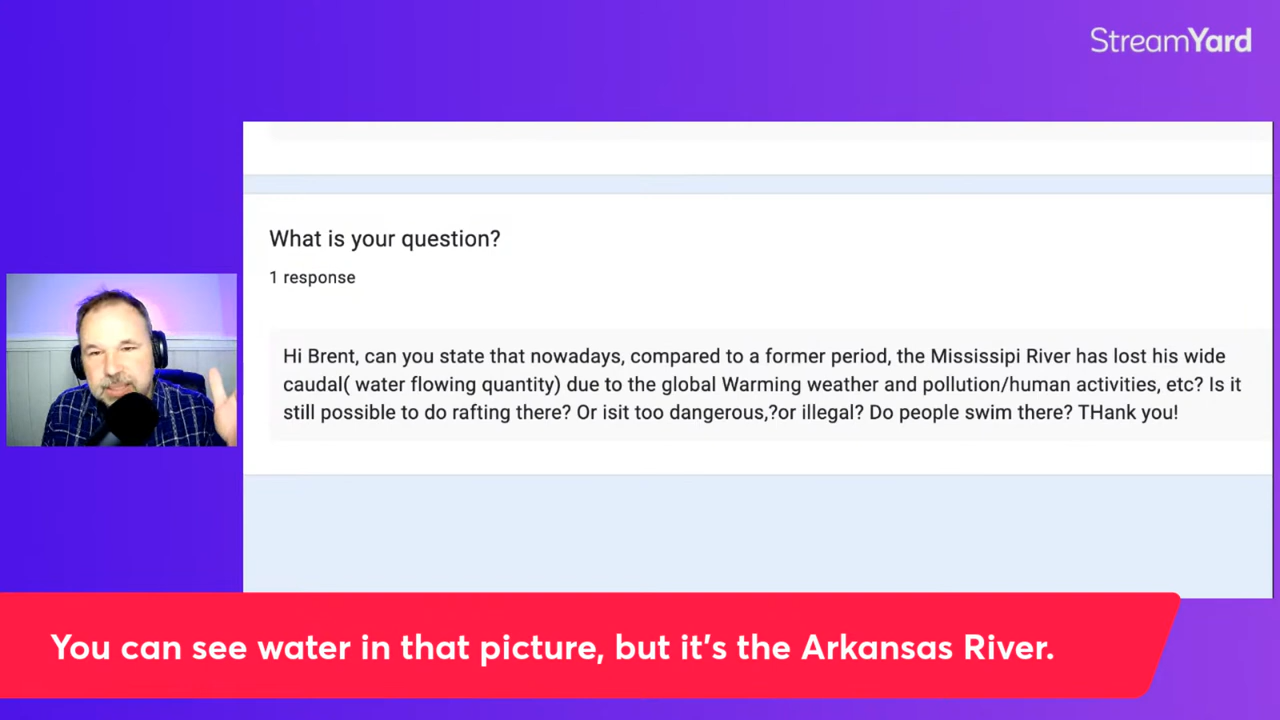 StreamYard
What is your question?
1 response
Hi Brent, can you state that nowadays, compared to a former period, the Mississipi River has lost his wide
caudal( water flowing quantity) due to the global Warming weather and pollution/human activities, etc? Is it
still possible to do rafting there? Or isit too dangerous,?or illegal? Do people swim there? THank you!
You can see water in that picture, but it's the Arkansas River.